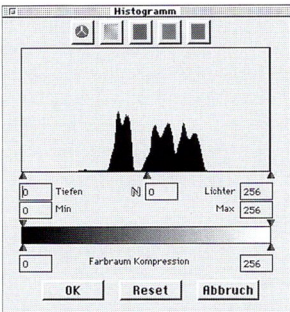 Histogramm
0 Tiefen N 0 Lichter 256
0 Min Max 256
0 Farbraum Kompression 256
OK Reset Abbruch